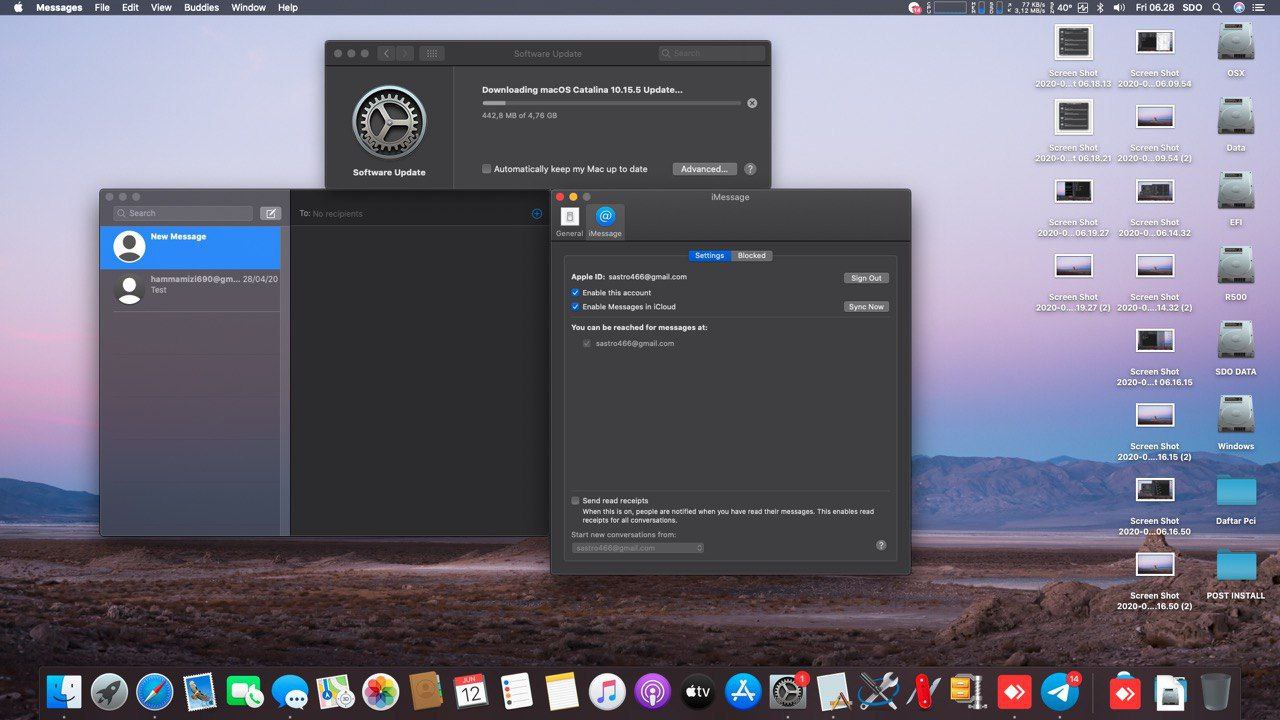 Messages File Edit View Buddies Window Help
14 77 KB/s 3,12 MB/s 40° Fri 06.28 SDO
Software Update
Search
Downloading macOS Catalina 10.15.5 Update...
442,8 MB of 4,76 GB
Software Update
Automatically keep my Mac up to date
Advanced...
?
Search
To: No recipients
New Message
hammamizi690@gm... 28/04/20
Test
iMessage
General
iMessage
Settings
Blocked
Apple ID: sastro466@gmail.com
Sign Out
Enable this account
Enable Messages in iCloud
Sync Now
You can be reached for messages at:
sastro466@gmail.com
Send read receipts
When this is on, people are notified when you have read their messages. This enables read
receipts for all conversations.
Start new conversations from:
sastro466@gmail.com
?
Screen Shot
2020-0...t 06.18.13
Screen Shot
2020-0...06.09.54
OSX
Screen Shot
2020-0...t 06.18.21
Screen Shot
2020-0....09.54 (2)
Data
Screen Shot
2020-0...06.19.27
Screen Shot
2020-0...06.14.32
EFI
Screen Shot
2020-0....19.27 (2)
Screen Shot
2020-0....14.32 (2)
R500
Screen Shot
2020-0...t 06.16.15
SDO DATA
Screen Shot
2020-0....16.15 (2)
Windows
Screen Shot
2020-0...06.16.50
Daftar Pci
Screen Shot
2020-0....16.50 (2)
POST INSTALL
JUN
12
tv
1
14